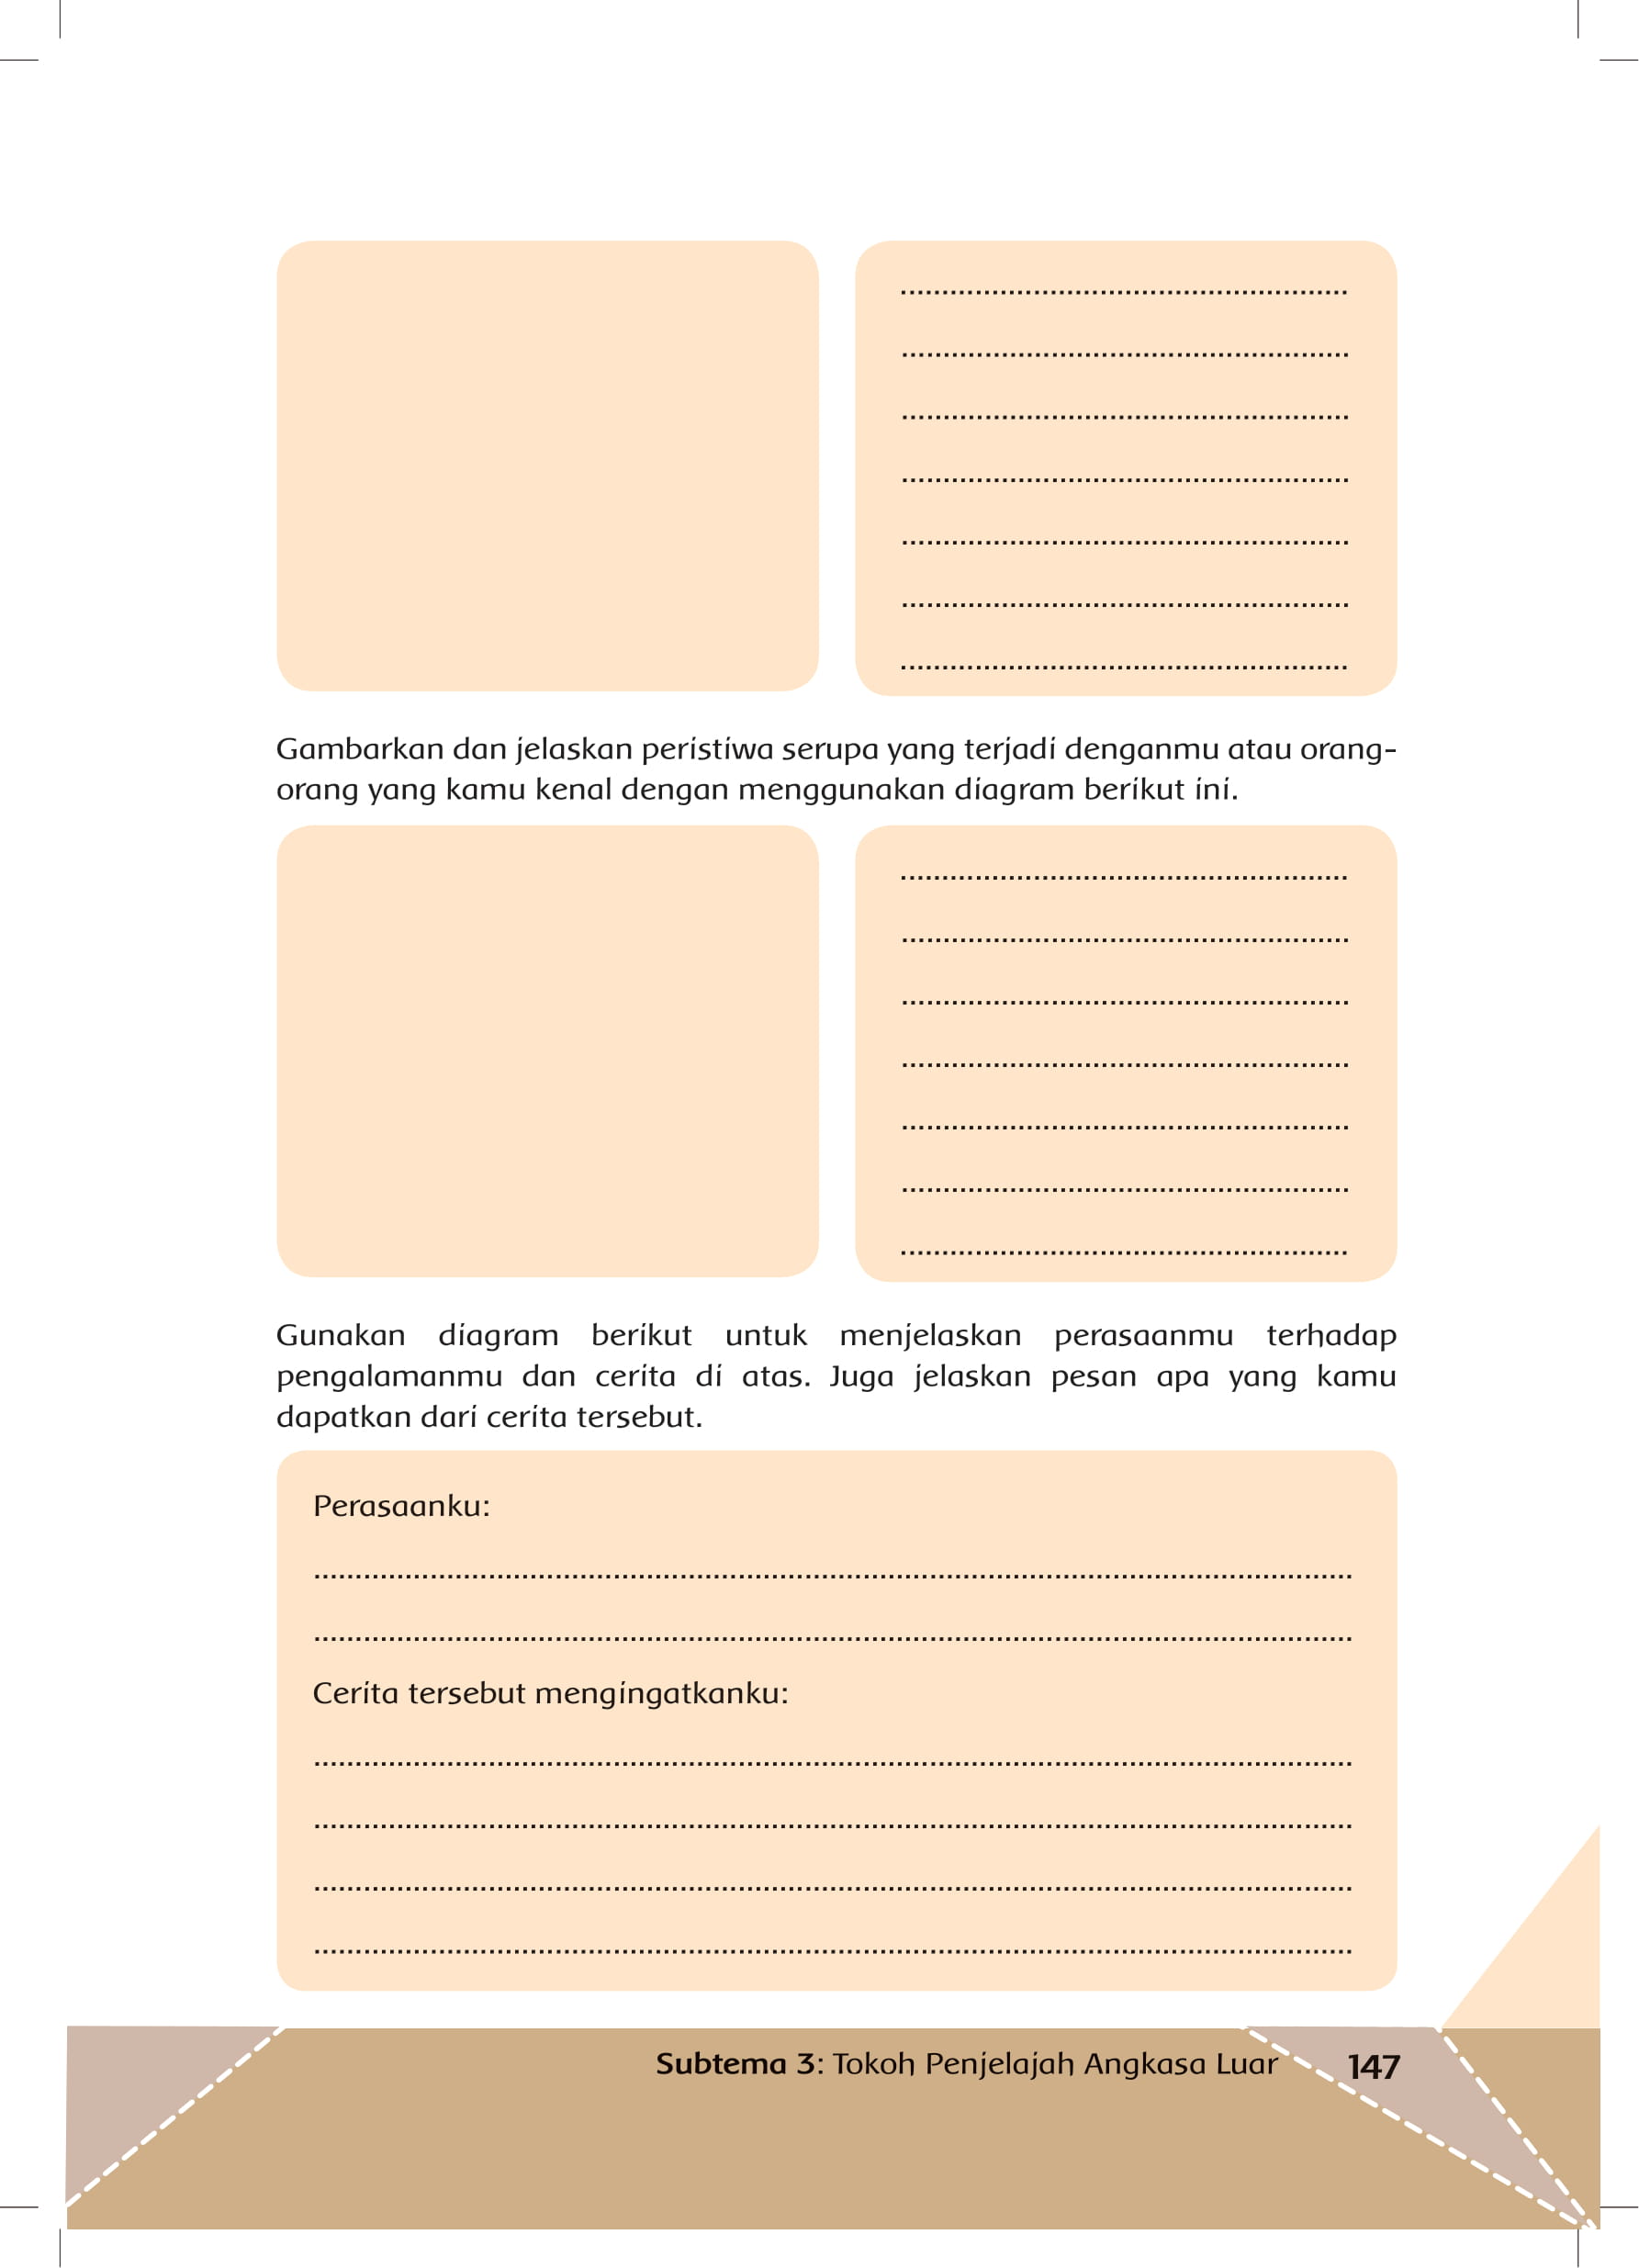 Gambarkan dan jelaskan peristiwa serupa yang terjadi denganmu atau orang-
orang yang kamu kenal dengan menggunakan diagram berikut ini.
Gunakan diagram berikut untuk menjelaskan perasaanmu terhadap
pengalamanmu dan cerita di atas. Juga jelaskan pesan apa yang kamu
dapatkan dari cerita tersebut.
Perasaanku:
Cerita tersebut mengingatkanku:
Subtema 3: Tokoh Penjelajah Angkasa Luar 147